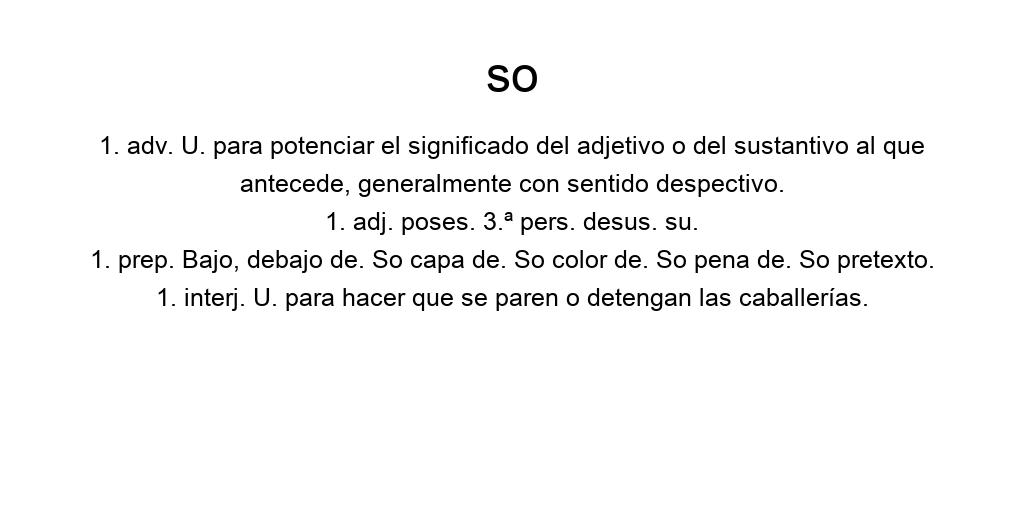 so
1. adv. U. para potenciar el significado del adjetivo o del sustantivo al que
antecede, generalmente con sentido despectivo.
1. adj. poses. 3.ª pers. desus. su.
1. prep. Bajo, debajo de. So capa de. So color de. So pena de. So pretexto.
1. interj. U. para hacer que se paren o detengan las caballerías.